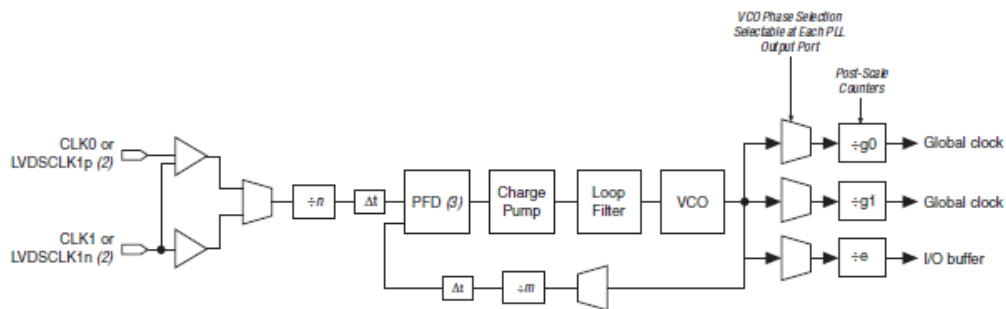 VCO Phase Selection
Selectable at Each PLL
Output Port
Post-Scale
Counters
CLK0 or
LVDSCLK1p (2)
÷n
Δt
PFD (3)
Charge
Pump
Loop
Filter
VCO
÷g0
Global clock
÷g1
Global clock
CLK1 or
LVDSCLK1n (2)
÷e
I/O buffer
Δt
÷m